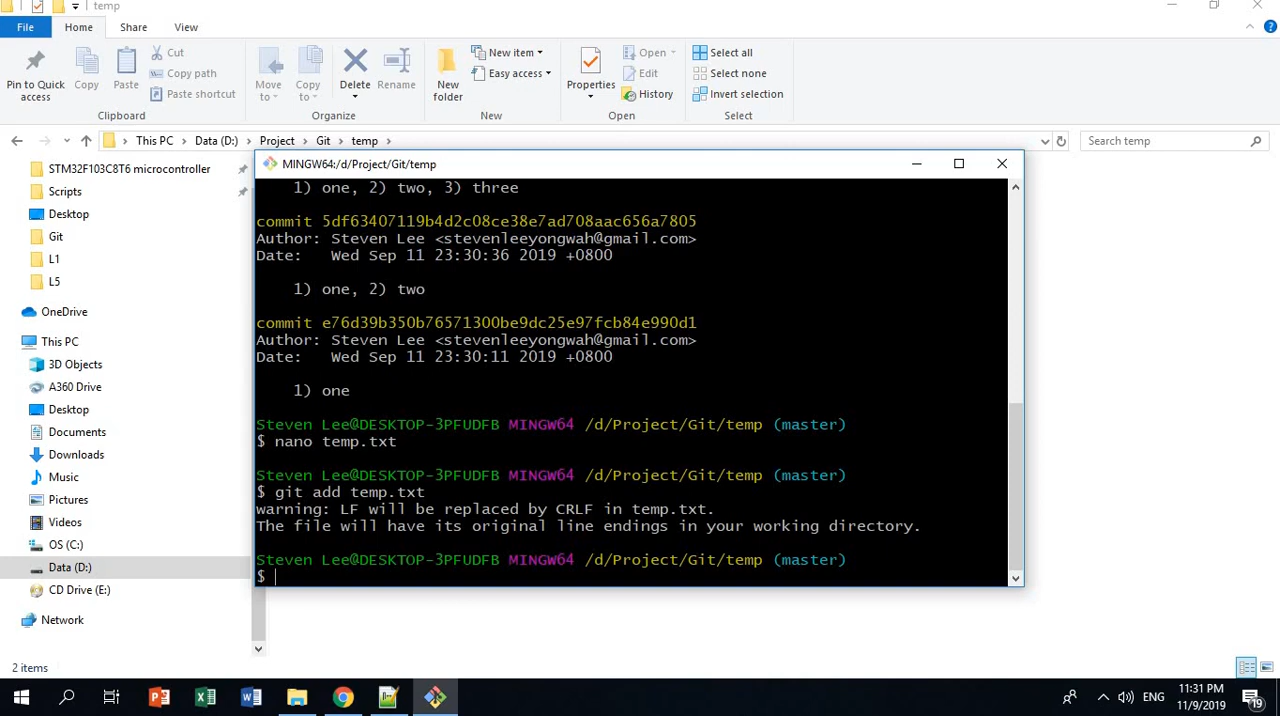 temp
File
Home
Share
View
Pin to Quick access
Copy
Paste
Cut
Copy path
Paste shortcut
Clipboard
Move to
Copy to
Delete
Rename
Organize
New folder
New item
Easy access
New
Properties
Open
Edit
History
Open
Select all
Select none
Invert selection
Select
This PC
Data (D:)
Project
Git
temp
Search temp
STM32F103C8T6 microcontroller
Scripts
Desktop
Git
L1
L5
OneDrive
This PC
3D Objects
A360 Drive
Desktop
Documents
Downloads
Music
Pictures
Videos
OS (C:)
Data (D:)
CD Drive (E:)
Network
2 items
MINGW64:/d/Project/Git/temp
1) one, 2) two, 3) three
commit 5df63407119b4d2c08ce38e7ad708aac656a7805
Author: Steven Lee <stevenleeyongwah@gmail.com>
Date: Wed Sep 11 23:30:36 2019 +0800
1) one, 2) two
commit e76d39b350b76571300be9dc25e97fcb84e990d1
Author: Steven Lee <stevenleeyongwah@gmail.com>
Date: Wed Sep 11 23:30:11 2019 +0800
1) one
Steven Lee@DESKTOP-3PFUDFB MINGW64 /d/Project/Git/temp (master)
$ nano temp.txt
Steven Lee@DESKTOP-3PFUDFB MINGW64 /d/Project/Git/temp (master)
$ git add temp.txt
warning: LF will be replaced by CRLF in temp.txt.
The file will have its original line endings in your working directory.
Steven Lee@DESKTOP-3PFUDFB MINGW64 /d/Project/Git/temp (master)
$
ENG
11:31 PM
11/9/2019
19